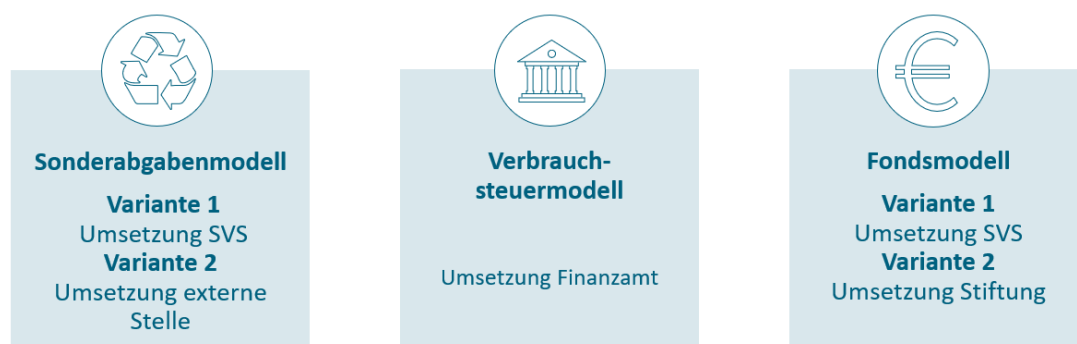 Sonderabgabenmodell
Variante 1
Umsetzung SVS
Variante 2
Umsetzung externe
Stelle
Verbrauch-
steuermodell
Umsetzung Finanzamt
Fondsmodell
Variante 1
Umsetzung SVS
Variante 2
Umsetzung Stiftung